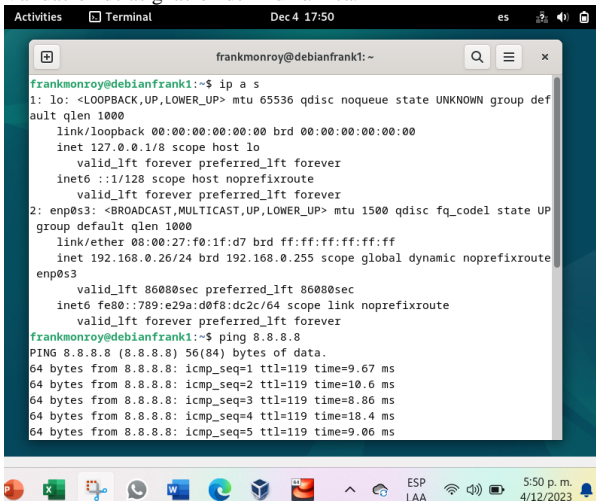 Activities Terminal Dec 4 17:50 es
frankmonroy@debianfrank1: ~
frankmonroy@debianfrank1:~$ ip a s
1: lo: <LOOPBACK,UP,LOWER_UP> mtu 65536 qdisc noqueue state UNKNOWN group def
ault qlen 1000
    link/loopback 00:00:00:00:00:00 brd 00:00:00:00:00:00
    inet 127.0.0.1/8 scope host lo
       valid_lft forever preferred_lft forever
    inet6 ::1/128 scope host noprefixroute
       valid_lft forever preferred_lft forever
2: enp0s3: <BROADCAST,MULTICAST,UP,LOWER_UP> mtu 1500 qdisc fq_codel state UP
 group default qlen 1000
    link/ether 08:00:27:f0:1f:d7 brd ff:ff:ff:ff:ff:ff
    inet 192.168.0.26/24 brd 192.168.0.255 scope global dynamic noprefixroute
 enp0s3
       valid_lft 86080sec preferred_lft 86080sec
    inet6 fe80::789:e29a:d0f8:dc2c/64 scope link noprefixroute
       valid_lft forever preferred_lft forever
frankmonroy@debianfrank1:~$ ping 8.8.8.8
PING 8.8.8.8 (8.8.8.8) 56(84) bytes of data.
64 bytes from 8.8.8.8: icmp_seq=1 ttl=119 time=9.67 ms
64 bytes from 8.8.8.8: icmp_seq=2 ttl=119 time=10.6 ms
64 bytes from 8.8.8.8: icmp_seq=3 ttl=119 time=8.86 ms
64 bytes from 8.8.8.8: icmp_seq=4 ttl=119 time=18.4 ms
64 bytes from 8.8.8.8: icmp_seq=5 ttl=119 time=9.06 ms
ESP 5:50 p. m.
LAA 4/12/2023